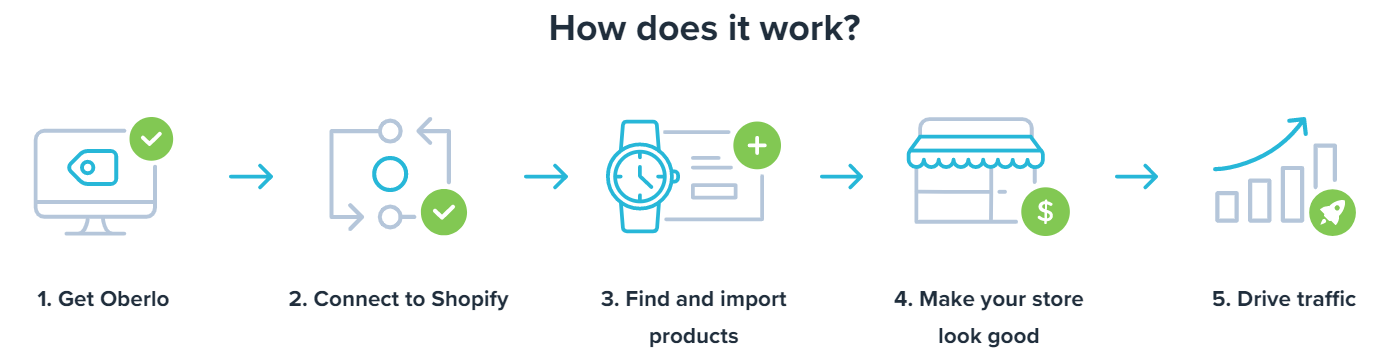 How does it work?
$
1. Get Oberlo
2. Connect to Shopify
3. Find and import
products
4. Make your store
look good
5. Drive traffic